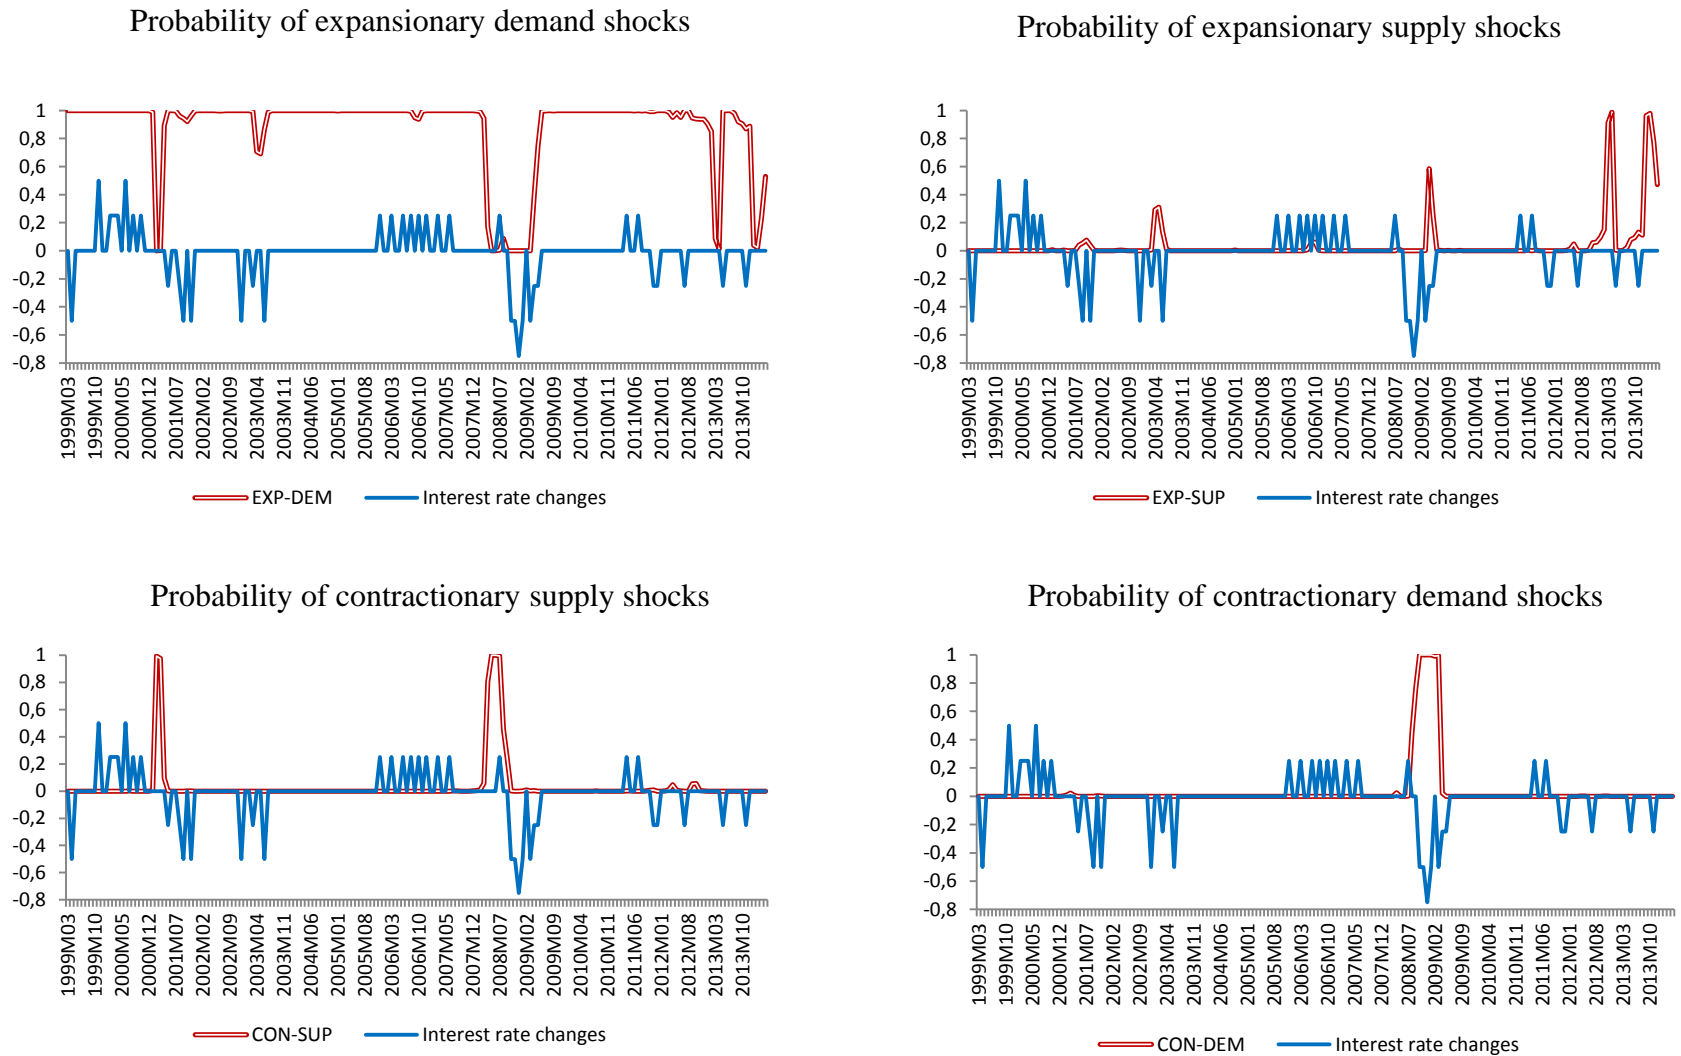 Probability of expansionary demand shocks
1
0,8
0,6
0,4
0,2
0
-0,2
-0,4
-0,6
-0,8
1999M03
1999M10
2000M05
2000M12
2001M07
2002M02
2002M09
2003M04
2003M11
2004M06
2005M01
2005M08
2006M03
2006M10
2007M05
2007M12
2008M07
2009M02
2009M09
2010M04
2010M11
2011M06
2012M01
2012M08
2013M03
2013M10
EXP-DEM Interest rate changes
Probability of expansionary supply shocks
1
0,8
0,6
0,4
0,2
0
-0,2
-0,4
-0,6
-0,8
1999M03
1999M10
2000M05
2000M12
2001M07
2002M02
2002M09
2003M04
2003M11
2004M06
2005M01
2005M08
2006M03
2006M10
2007M05
2007M12
2008M07
2009M02
2009M09
2010M04
2010M11
2011M06
2012M01
2012M08
2013M03
2013M10
EXP-SUP Interest rate changes
Probability of contractionary supply shocks
1
0,8
0,6
0,4
0,2
0
-0,2
-0,4
-0,6
-0,8
1999M03
1999M10
2000M05
2000M12
2001M07
2002M02
2002M09
2003M04
2003M11
2004M06
2005M01
2005M08
2006M03
2006M10
2007M05
2007M12
2008M07
2009M02
2009M09
2010M04
2010M11
2011M06
2012M01
2012M08
2013M03
2013M10
CON-SUP Interest rate changes
Probability of contractionary demand shocks
1
0,8
0,6
0,4
0,2
0
-0,2
-0,4
-0,6
-0,8
1999M03
1999M10
2000M05
2000M12
2001M07
2002M02
2002M09
2003M04
2003M11
2004M06
2005M01
2005M08
2006M03
2006M10
2007M05
2007M12
2008M07
2009M02
2009M09
2010M04
2010M11
2011M06
2012M01
2012M08
2013M03
2013M10
CON-DEM Interest rate changes